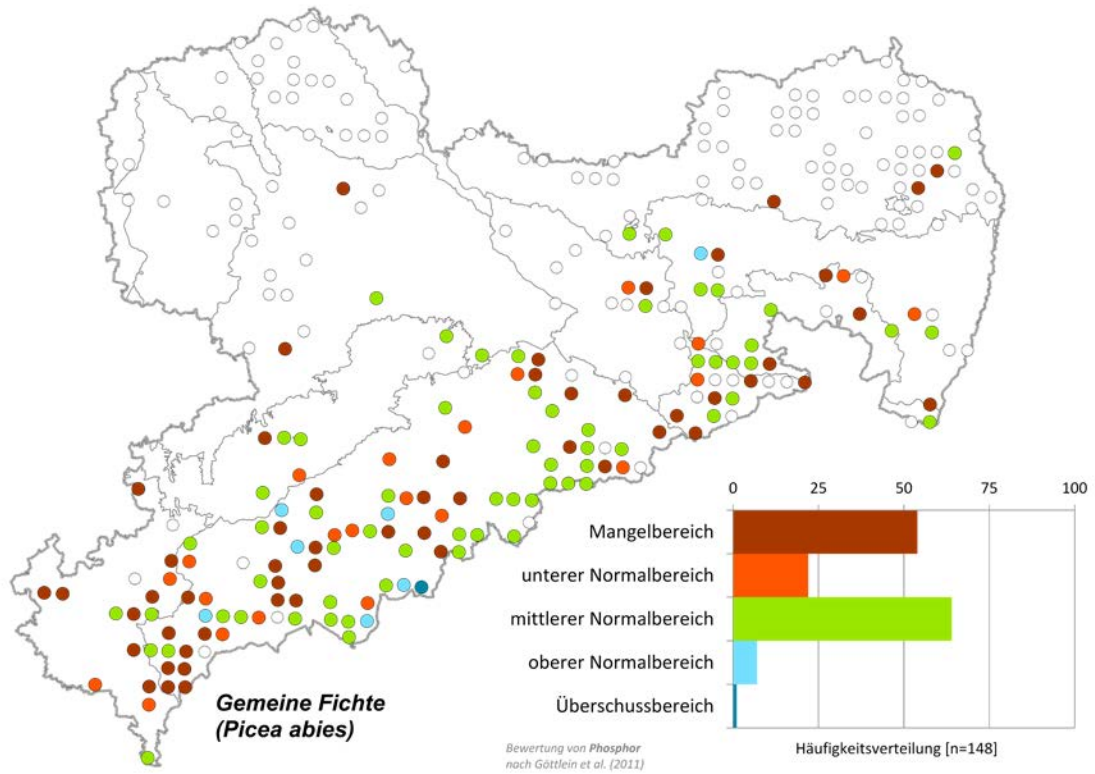 0 25 50 75 100
Mangelbereich
unterer Normalbereich
mittlerer Normalbereich
oberer Normalbereich
Überschussbereich
Gemeine Fichte
(Picea abies)
Bewertung von Phosphor
nach Göttlein et al. (2011)
Häufigkeitsverteilung [n=148]